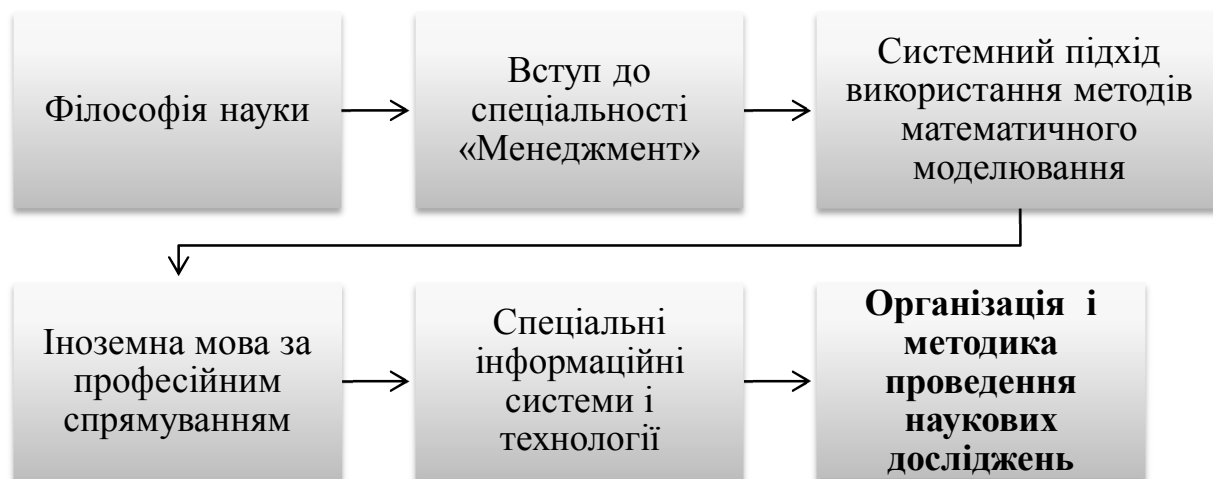 Філософія науки
Вступ до
спеціальності
«Менеджмент»
Системний підхід
використання методів
математичного
моделювання
Іноземна мова за
професійним
спрямуванням
Спеціальні
інформаційні
системи і
технології
Організація і
методика
проведення
наукових
досліджень